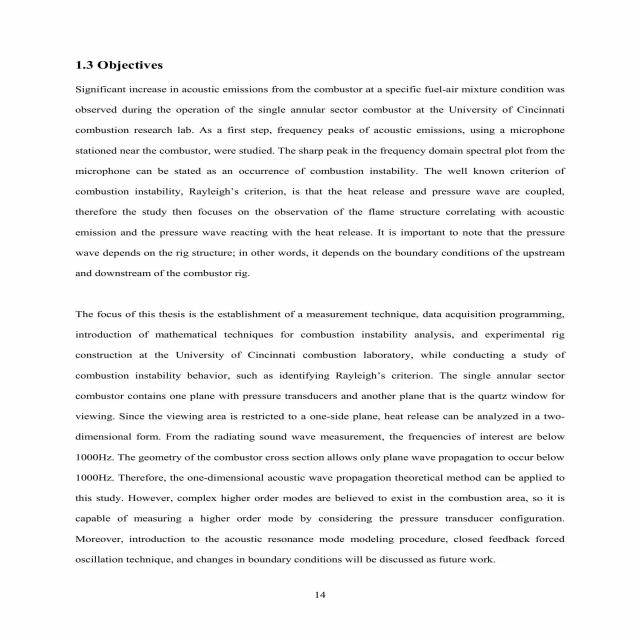 1.3 Objectives
Significant increase in acoustic emissions from the combustor at a specific fuel-air mixture condition was
observed during the operation of the single annular sector combustor at the University of Cincinnati
combustion research lab. As a first step, frequency peaks of acoustic emissions, using a microphone
stationed near the combustor, were studied. The sharp peak in the frequency domain spectral plot from the
microphone can be stated as an occurrence of combustion instability. The well known criterion of
combustion instability, Rayleigh's criterion, is that the heat release and pressure wave are coupled,
therefore the study then focuses on the observation of the flame structure correlating with acoustic
emission and the pressure wave reacting with the heat release. It is important to note that the pressure
wave depends on the rig structure; in other words, it depends on the boundary conditions of the upstream
and downstream of the combustor rig.
The focus of this thesis is the establishment of a measurement technique, data acquisition programming,
introduction of mathematical techniques for combustion instability analysis, and experimental rig
construction at the University of Cincinnati combustion laboratory, while conducting a study of
combustion instability behavior, such as identifying Rayleigh's criterion. The single annular sector
combustor contains one plane with pressure transducers and another plane that is the quartz window for
viewing. Since the viewing area is restricted to a one-side plane, heat release can be analyzed in a two-
dimensional form. From the radiating sound wave measurement, the frequencies of interest are below
1000Hz. The geometry of the combustor cross section allows only plane wave propagation to occur below
1000Hz. Therefore, the one-dimensional acoustic wave propagation theoretical method can be applied to
this study. However, complex higher order modes are believed to exist in the combustion area, so it is
capable of measuring a higher order mode by considering the pressure transducer configuration.
Moreover, introduction to the acoustic resonance mode modeling procedure, closed feedback forced
oscillation technique, and changes in boundary conditions will be discussed as future work.
14